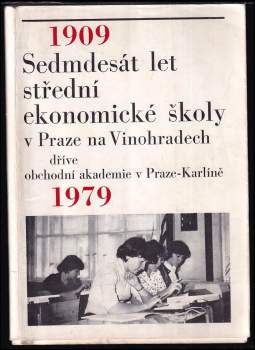 1909
Sedmdesát let
střední
ekonomické školy
v Praze na Vinohradech
dříve
obchodní akademie v Praze-Karlíně
1979